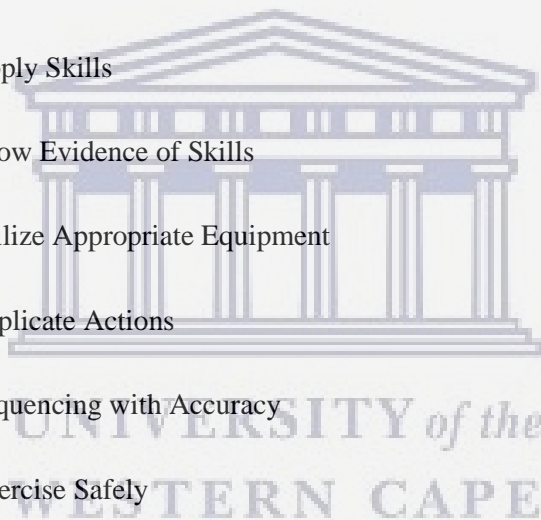 pply Skills
ow Evidence of Skills
ilize Appropriate Equipment
plicate Actions
quencing with Accuracy
UNIVERSITY of the
ercise Safely
WESTERN CAPE